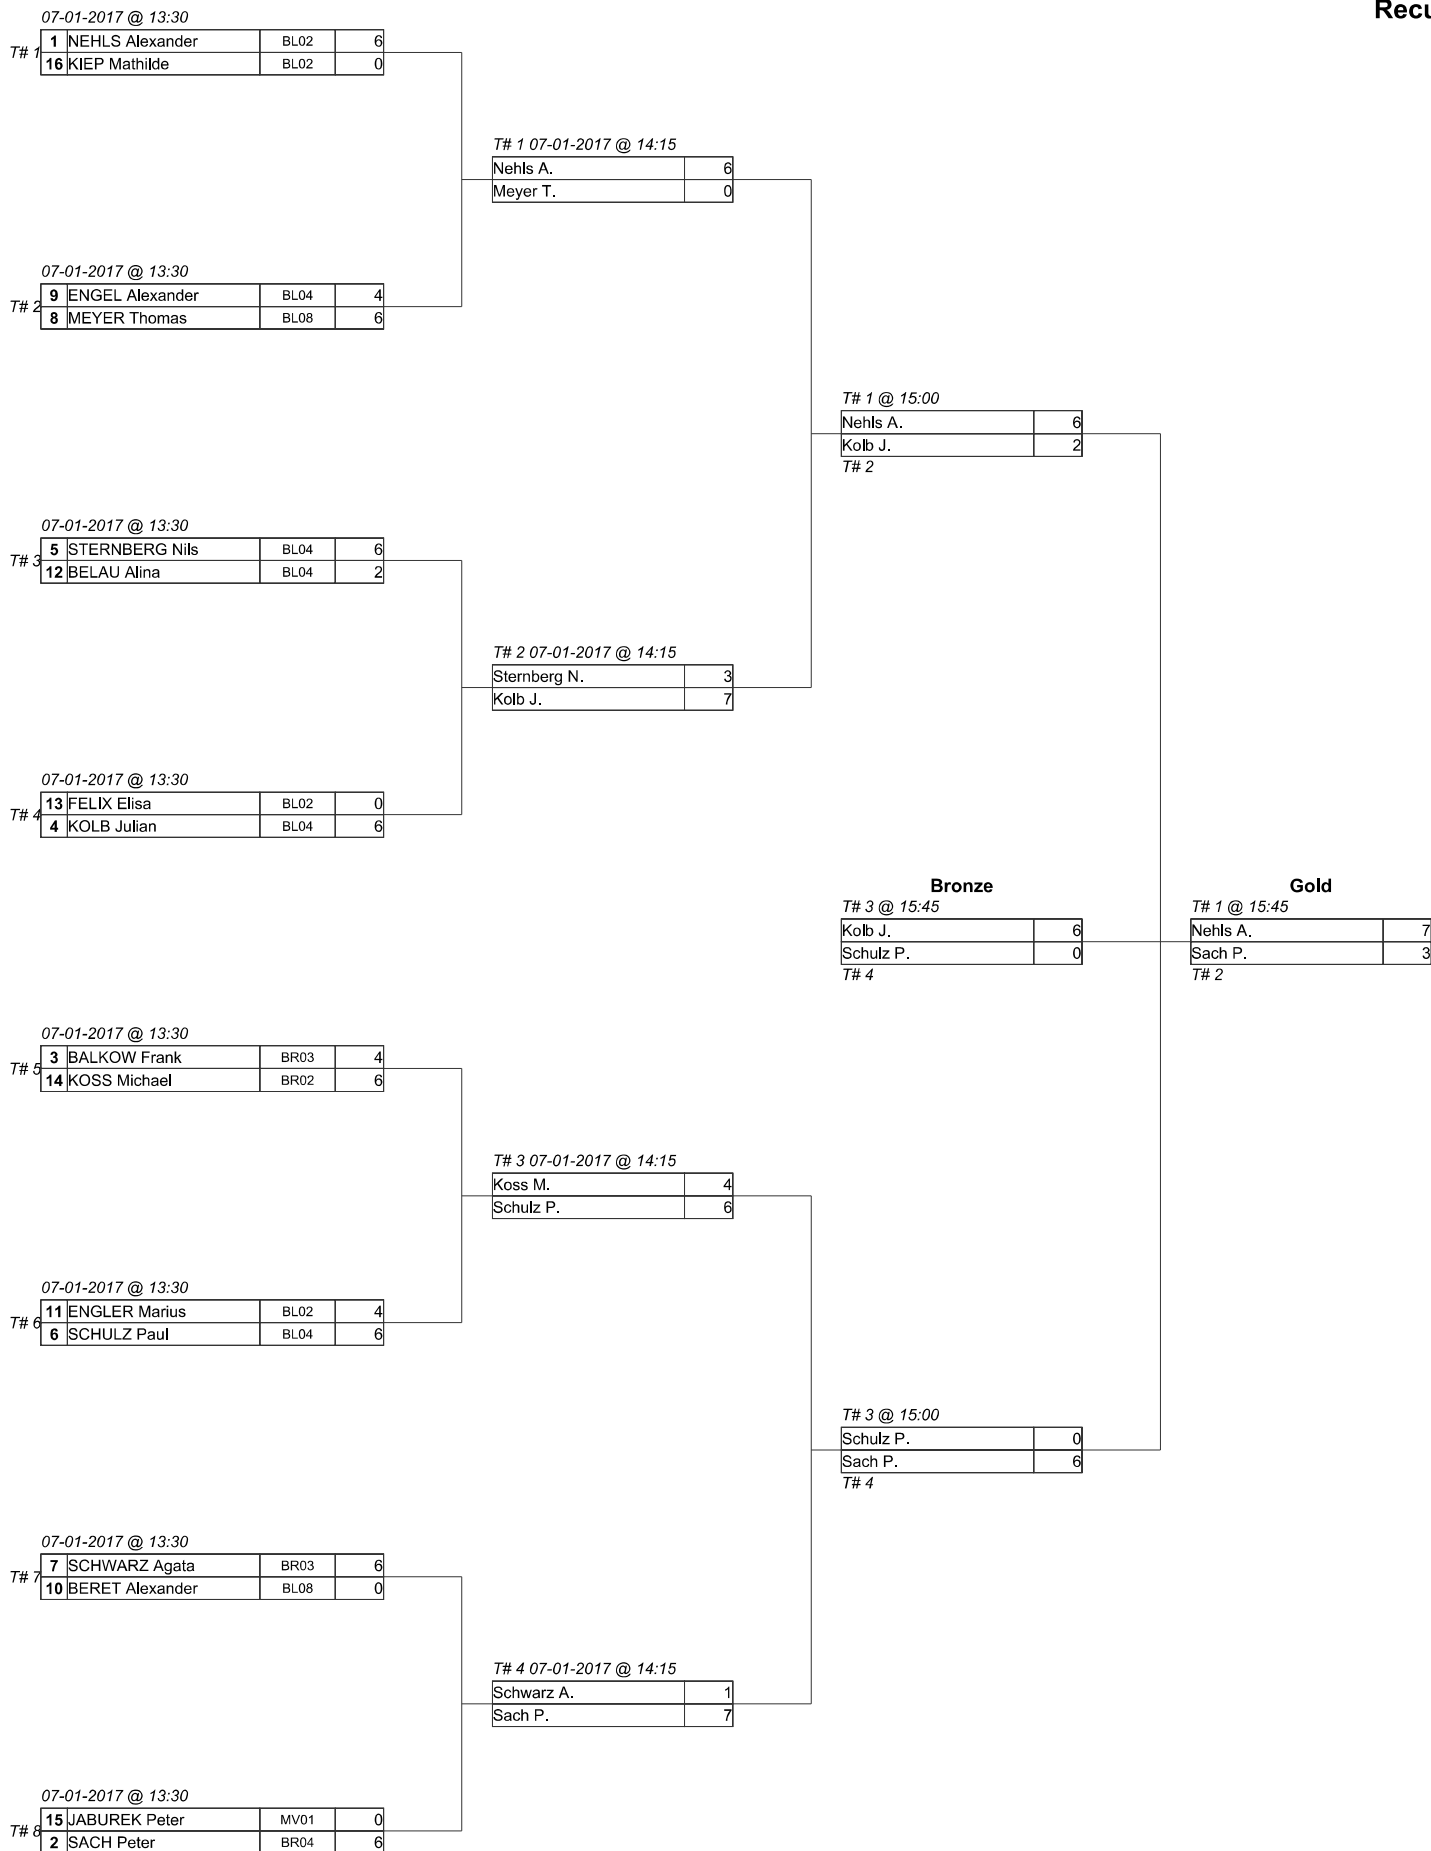 Recu
07-01-2017 @ 13:30
T# 1
1 NEHLS Alexander BL02 6
16 KIEP Mathilde BL02 0
T# 1 07-01-2017 @ 14:15
Nehls A. 6
Meyer T. 0
07-01-2017 @ 13:30
T# 2
9 ENGEL Alexander BL04 4
8 MEYER Thomas BL08 6
T# 1 @ 15:00
Nehls A. 6
Kolb J. 2
T# 2
07-01-2017 @ 13:30
T# 3
5 STERNBERG Nils BL04 6
12 BELAU Alina BL04 2
T# 2 07-01-2017 @ 14:15
Sternberg N. 3
Kolb J. 7
07-01-2017 @ 13:30
T# 4
13 FELIX Elisa BL02 0
4 KOLB Julian BL04 6
Bronze
T# 3 @ 15:45
Kolb J. 6
Schulz P. 0
T# 4
Gold
T# 1 @ 15:45
Nehls A. 7
Sach P. 3
T# 2
07-01-2017 @ 13:30
T# 5
3 BALKOW Frank BR03 4
14 KOSS Michael BR02 6
T# 3 07-01-2017 @ 14:15
Koss M. 4
Schulz P. 6
07-01-2017 @ 13:30
T# 6
11 ENGLER Marius BL02 4
6 SCHULZ Paul BL04 6
T# 3 @ 15:00
Schulz P. 0
Sach P. 6
T# 4
07-01-2017 @ 13:30
T# 7
7 SCHWARZ Agata BR03 6
10 BERET Alexander BL08 0
T# 4 07-01-2017 @ 14:15
Schwarz A. 1
Sach P. 7
07-01-2017 @ 13:30
T# 8
15 JABUREK Peter MV01 0
2 SACH Peter BR04 6